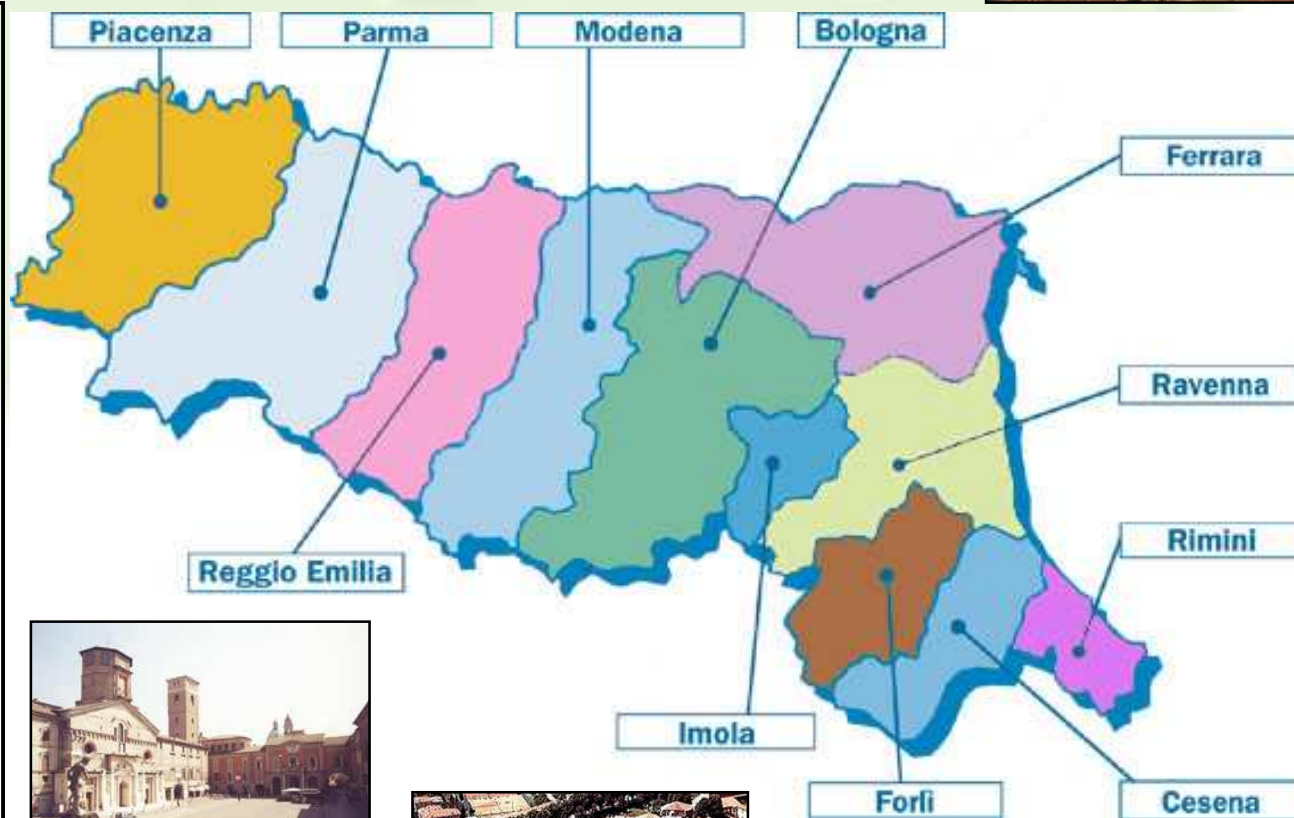 Piacenza
Parma
Modena
Bologna
Ferrara
Ravenna
Rimini
Reggio Emilia
Imola
Forlì
Cesena